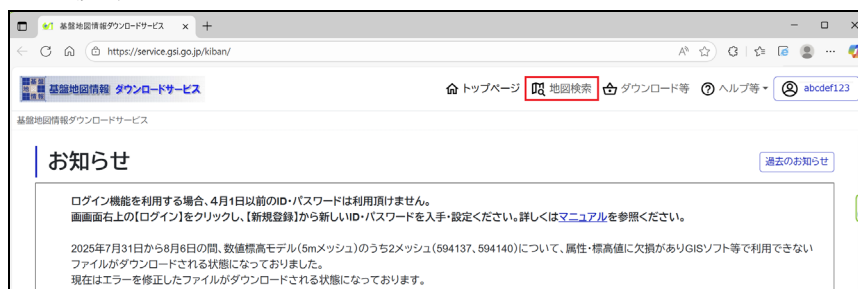 基盤地図情報ダウンロードサービス
https://service.gsi.go.jp/kiban/
基盤地図情報 基盤地図情報 ダウンロードサービス トップページ 地図検索 ダウンロード等 ヘルプ等 abcdef123
基盤地図情報ダウンロードサービス
お知らせ 過去のお知らせ
ログイン機能を利用する場合、4月1日以前のID・パスワードは利用頂けません。
画画面右上の【ログイン】をクリックし、【新規登録】から新しいID・パスワードを入手・設定ください。詳しくはマニュアルを参照ください。
2025年7月31日から8月6日の間、数値標高モデル(5mメッシュ)のうち2メッシュ(594137、594140)について、属性・標高値に欠損がありGISソフト等で利用できない
ファイルがダウンロードされる状態になっておりました。
現在はエラーを修正したファイルがダウンロードされる状態になっております。